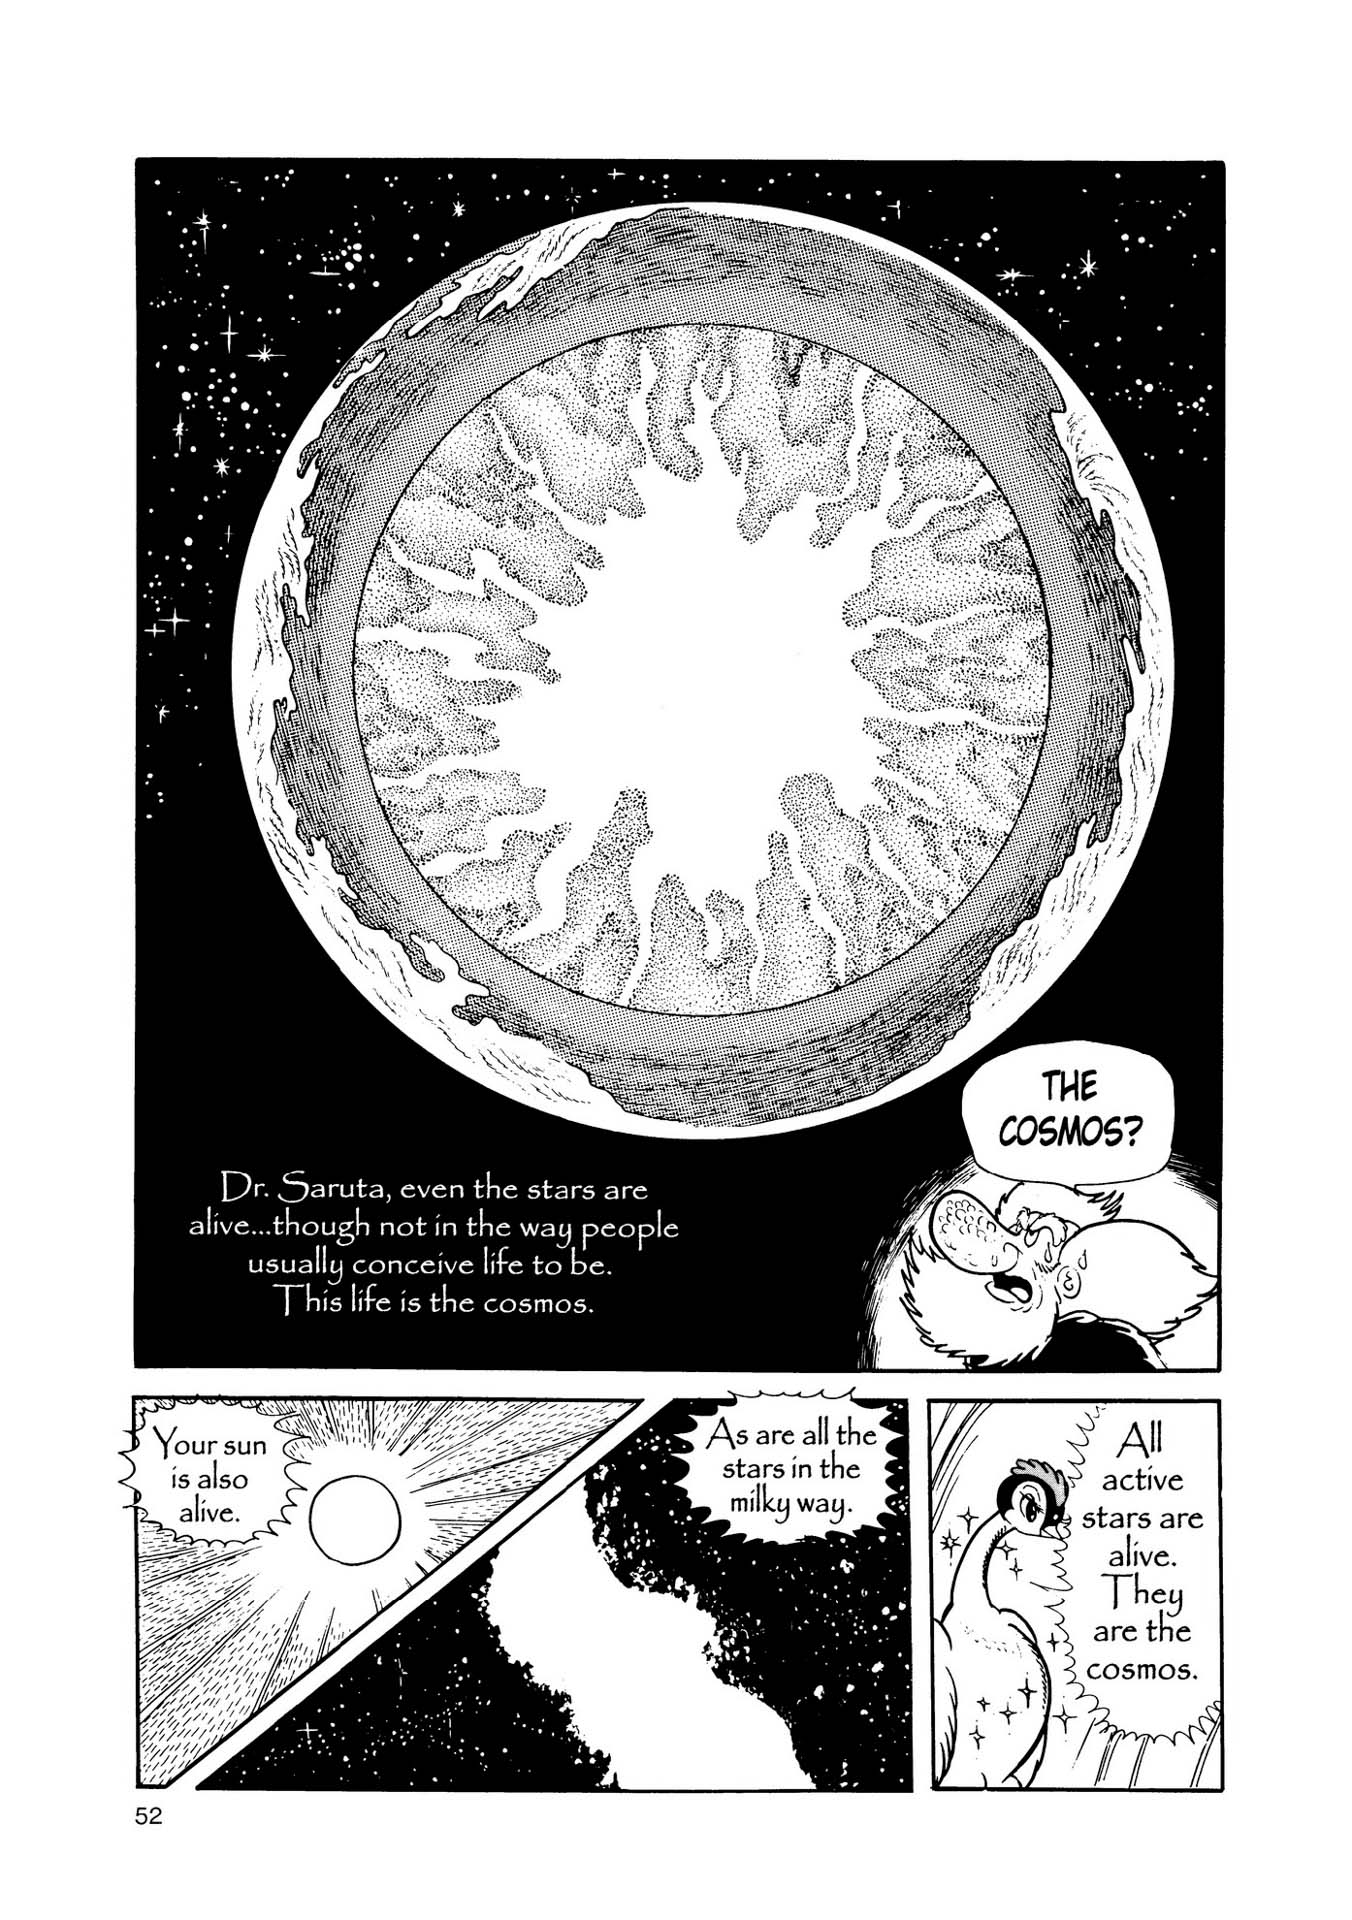 THE
COSMOS?
Dr. Saruta, even the stars are
alive...though not in the way people
usually conceive life to be.
This life is the cosmos.
Your sun
is also
alive.
As are all the
stars in the
milky way.
All
active
stars are
alive.
They
are the
cosmos.
52